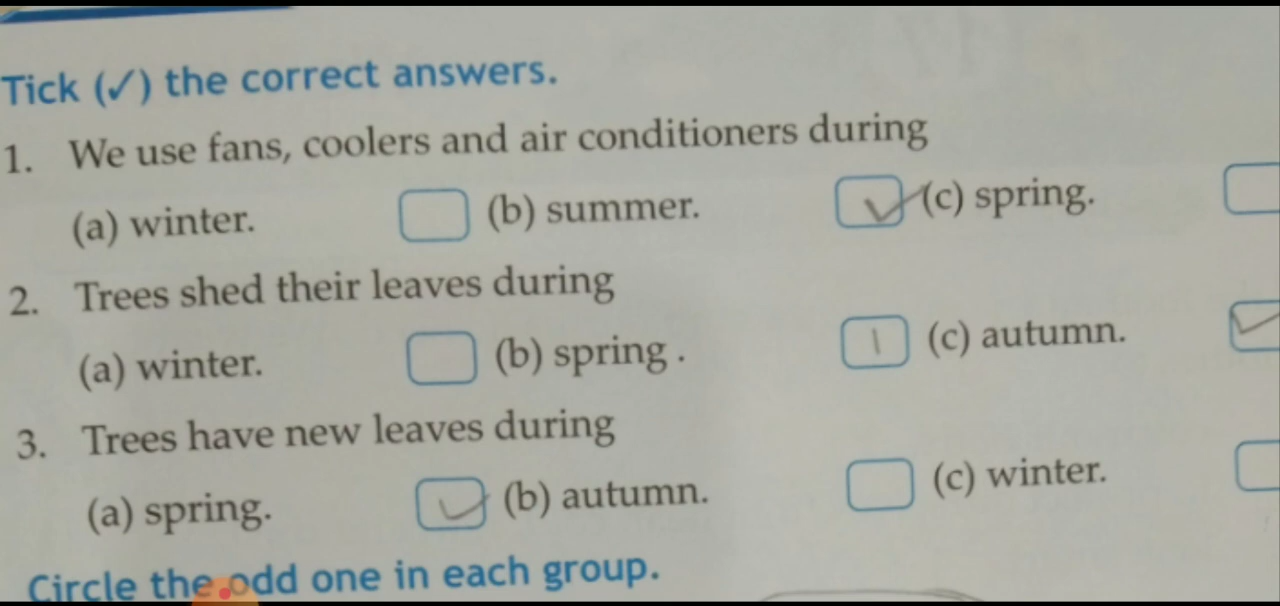 Tick (✓) the correct answers.
1. We use fans, coolers and air conditioners during
(a) winter. (b) summer. (c) spring.
2. Trees shed their leaves during
(a) winter. (b) spring . (c) autumn.
3. Trees have new leaves during
(a) spring. (b) autumn. (c) winter.
Circle the odd one in each group.